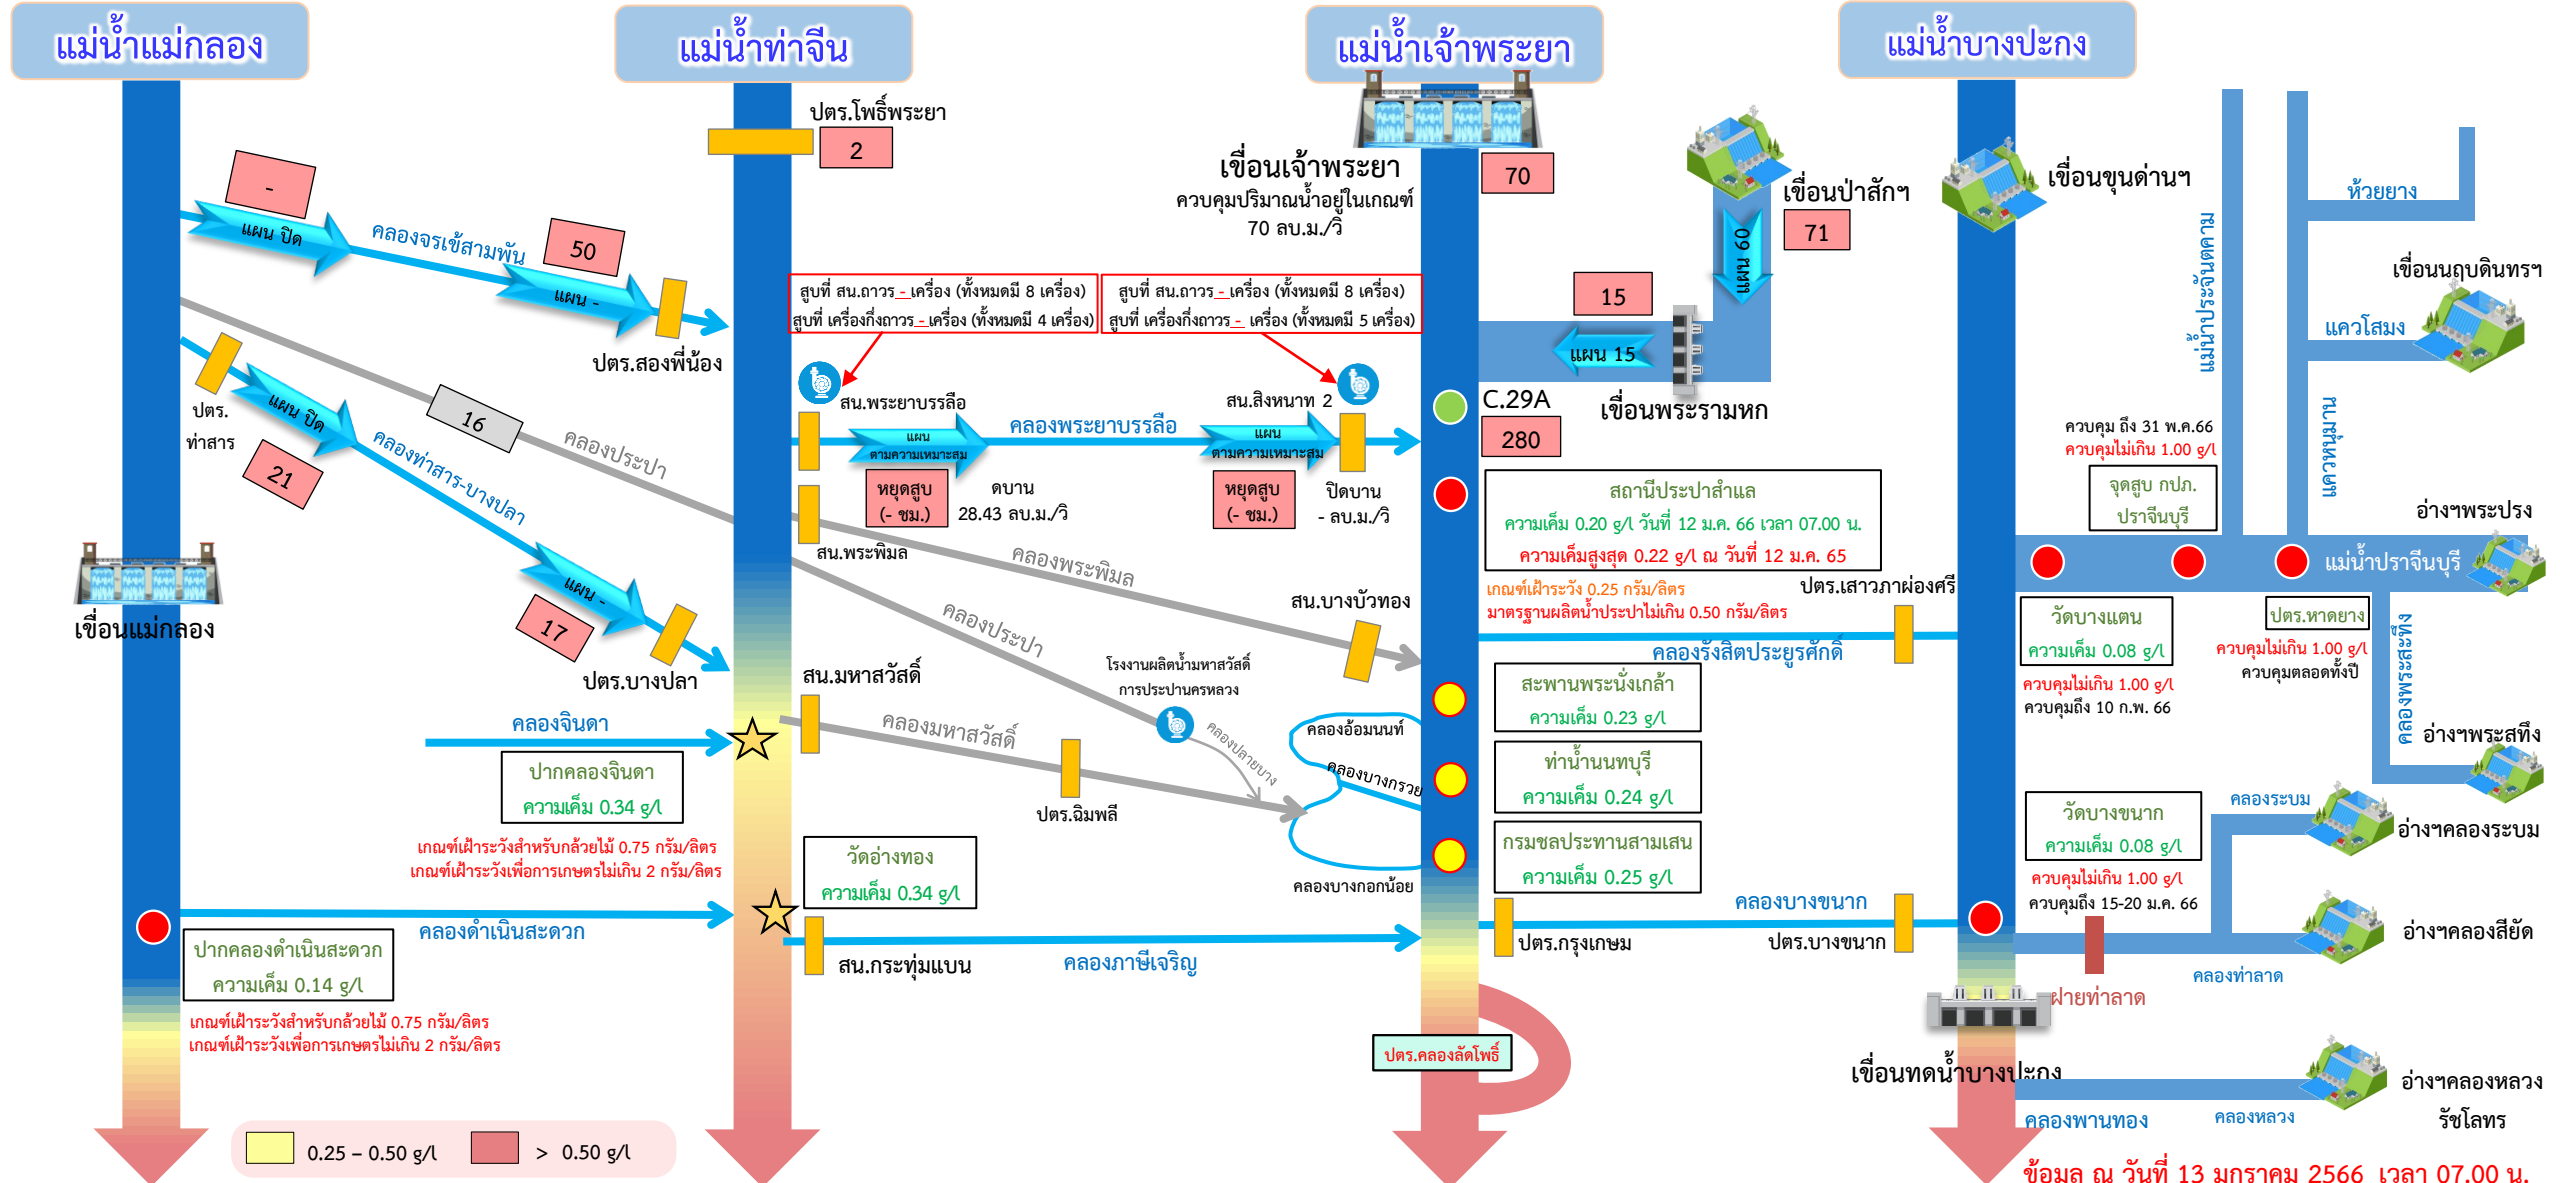 แม่น้ำแม่กลอง
แม่น้ำท่าจีน
แม่น้ำเจ้าพระยา
แม่น้ำบางปะกง
ปตร.โพธิ์พระยา
2
-
แผน ปิด
คลองจรเข้สามพัน
50
แผน -
ปตร.สองพี่น้อง
ปตร.
ท่าสาร
แผน ปิด
21
16
คลองประปา
คลองท่าสาร-บางปลา
แผน -
17
ปตร.บางปลา
เขื่อนแม่กลอง
คลองจินดา
ปากคลองจินดา
ความเค็ม 0.34 g/l
เกณฑ์เฝ้าระวังสำหรับกล้วยไม้ 0.75 กรัม/ลิตร
เกณฑ์เฝ้าระวังเพื่อการเกษตรไม่เกิน 2 กรัม/ลิตร
คลองดำเนินสะดวก
ปากคลองดำเนินสะดวก
ความเค็ม 0.14 g/l
เกณฑ์เฝ้าระวังสำหรับกล้วยไม้ 0.75 กรัม/ลิตร
เกณฑ์เฝ้าระวังเพื่อการเกษตรไม่เกิน 2 กรัม/ลิตร
0.25 – 0.50 g/l
> 0.50 g/l
เขื่อนเจ้าพระยา
ควบคุมปริมาณน้ำอยู่ในเกณฑ์
70 ลบ.ม./วิ
70
สูบที่ สน.ถาวร - เครื่อง (ทั้งหมดมี 8 เครื่อง)
สูบที่ เครื่องกึ่งถาวร - เครื่อง (ทั้งหมดมี 4 เครื่อง)
สูบที่ สน.ถาวร - เครื่อง (ทั้งหมดมี 8 เครื่อง)
สูบที่ เครื่องกึ่งถาวร - เครื่อง (ทั้งหมดมี 5 เครื่อง)
สน.พระยาบรรลือ
แผน
ตามความเหมาะสม
คลองพระยาบรรลือ
สน.สิงหนาท 2
แผน
ตามความเหมาะสม
หยุดสูบ
(- ชม.)
ดบาน
28.43 ลบ.ม./วิ
หยุดสูบ
(- ชม.)
ปิดบาน
- ลบ.ม./วิ
สน.พระพิมล
คลองพระพิมล
สน.บางบัวทอง
คลองประปา
โรงงานผลิตน้ำมหาสวัสดิ์
การประปานครหลวง
สน.มหาสวัสดิ์
คลองมหาสวัสดิ์
คลองปลายบาง
ปตร.ฉิมพลี
คลองอ้อมนนท์
คลองบางกรวย
คลองบางกอกน้อย
วัดอ่างทอง
ความเค็ม 0.34 g/l
สน.กระทุ่มแบน
คลองภาษีเจริญ
เขื่อนป่าสักฯ
71
แผน 60
15
แผน 15
เขื่อนพระรามหก
C.29A
280
สถานีประปาสำแล
ความเค็ม 0.20 g/l วันที่ 12 ม.ค. 66 เวลา 07.00 น.
ความเค็มสูงสุด 0.22 g/l ณ วันที่ 12 ม.ค. 65
เกณฑ์เฝ้าระวัง 0.25 กรัม/ลิตร
มาตรฐานผลิตน้ำประปาไม่เกิน 0.50 กรัม/ลิตร
ปตร.เสาวภาผ่องศรี
คลองรังสิตประยูรศักดิ์
สะพานพระนั่งเกล้า
ความเค็ม 0.23 g/l
ท่าน้ำนนทบุรี
ความเค็ม 0.24 g/l
กรมชลประทานสามเสน
ความเค็ม 0.25 g/l
คลองบางขนาก
ปตร.กรุงเกษม
ปตร.บางขนาก
ปตร.คลองลัดโพธิ์
เขื่อนขุนด่านฯ
แม่น้ำประจันตคาม
ห้วยยาง
เขื่อนนฤบดินทรฯ
แควโสมง
แควหนุมาน
ควบคุม ถึง 31 พ.ค.66
ควบคุมไม่เกิน 1.00 g/l
จุดสูบ กปภ.
ปราจีนบุรี
อ่างฯพระปรง
แม่น้ำปราจีนบุรี
วัดบางแตน
ความเค็ม 0.08 g/l
ควบคุมไม่เกิน 1.00 g/l
ควบคุมถึง 10 ก.พ. 66
ปตร.หาดยาง
ควบคุมไม่เกิน 1.00 g/l
ควบคุมตลอดทั้งปี
คลองพระสะทึง
อ่างฯพระสทึง
วัดบางขนาก
ความเค็ม 0.08 g/l
ควบคุมไม่เกิน 1.00 g/l
ควบคุมถึง 15-20 ม.ค. 66
คลองระบม
อ่างฯคลองระบม
อ่างฯคลองสียัด
คลองท่าลาด
ฝายท่าลาด
เขื่อนทดน้ำบางปะกง
อ่างฯคลองหลวง
รัชโลทร
คลองพานทอง
คลองหลวง
ข้อมูล ณ วันที่ 13 มกราคม 2566 เวลา 07.00 น.